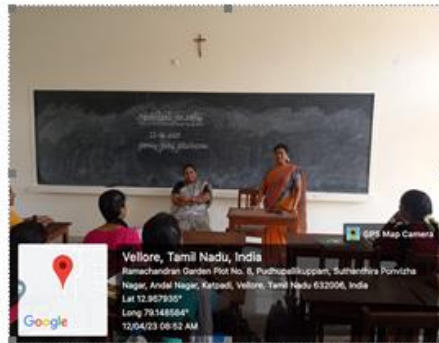 GPS Map Camera
Vellore, Tamil Nadu, India
Ramachandran Garden Plot No. 8, Pudhupallikuppam, Suthanthira Ponvizha
Nagar, Andal Nagar, Katpadi, Vellore, Tamil Nadu 632006, India
Lat 12.957935°
Long 79.148584°
12/04/23 08:52 AM
Google